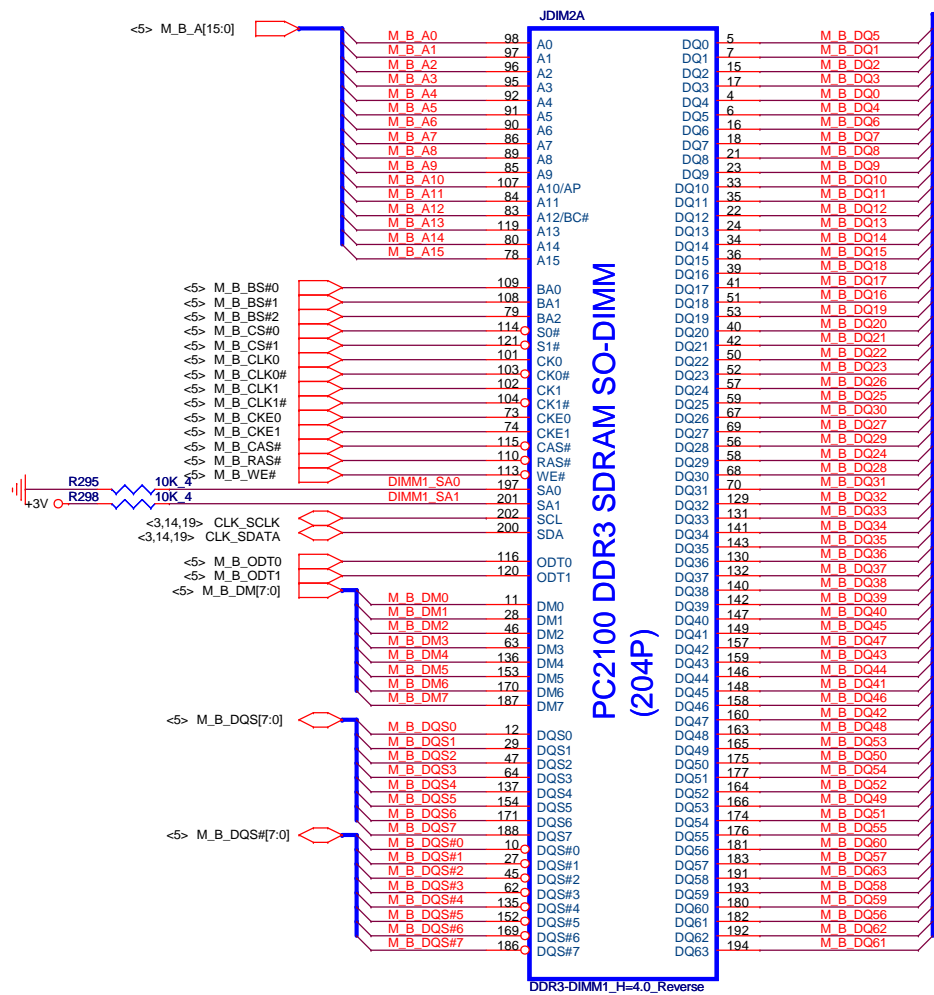 JDIM2A
<5> M_B_A[15:0]
M_B_A0 98 A0 DQ0 5 M_B_DQ5
M_B_A1 97 A1 DQ1 7 M_B_DQ1
M_B_A2 96 A2 DQ2 15 M_B_DQ2
M_B_A3 95 A3 DQ3 17 M_B_DQ3
M_B_A4 92 A4 DQ4 4 M_B_DQ0
M_B_A5 91 A5 DQ5 6 M_B_DQ4
M_B_A6 90 A6 DQ6 16 M_B_DQ6
M_B_A7 86 A7 DQ7 18 M_B_DQ7
M_B_A8 89 A8 DQ8 21 M_B_DQ8
M_B_A9 85 A9 DQ9 23 M_B_DQ9
M_B_A10 107 A10/AP DQ10 33 M_B_DQ10
M_B_A11 84 A11 DQ11 35 M_B_DQ11
M_B_A12 83 A12/BC# DQ12 22 M_B_DQ12
M_B_A13 119 A13 DQ13 24 M_B_DQ13
M_B_A14 80 A14 DQ14 34 M_B_DQ14
M_B_A15 78 A15 DQ15 36 M_B_DQ15
DQ16 39 M_B_DQ18
<5> M_B_BS#0 109 BA0 DQ17 41 M_B_DQ17
<5> M_B_BS#1 108 BA1 DQ18 51 M_B_DQ16
<5> M_B_BS#2 79 BA2 DQ19 53 M_B_DQ19
<5> M_B_CS#0 114 S0# DQ20 40 M_B_DQ20
<5> M_B_CS#1 121 S1# DQ21 42 M_B_DQ21
<5> M_B_CLK0 101 CK0 DQ22 50 M_B_DQ22
<5> M_B_CLK0# 103 CK0# DQ23 52 M_B_DQ23
<5> M_B_CLK1 102 CK1 DQ24 57 M_B_DQ26
<5> M_B_CLK1# 104 CK1# DQ25 59 M_B_DQ25
<5> M_B_CKE0 73 CKE0 DQ26 67 M_B_DQ30
<5> M_B_CKE1 74 CKE1 DQ27 69 M_B_DQ27
<5> M_B_CAS# 115 CAS# DQ28 56 M_B_DQ29
<5> M_B_RAS# 110 RAS# DQ29 58 M_B_DQ24
<5> M_B_WE# 113 WE# DQ30 68 M_B_DQ28
R295 10K_4 DIMM1_SA0 197 SA0 DQ31 70 M_B_DQ31
+3V R298 10K_4 DIMM1_SA1 201 SA1 DQ32 129 M_B_DQ32
<3,14,19> CLK_SCLK 202 SCL DQ33 131 M_B_DQ33
<3,14,19> CLK_SDATA 200 SDA DQ34 141 M_B_DQ34
DQ35 143 M_B_DQ35
<5> M_B_ODT0 116 ODT0 DQ36 130 M_B_DQ36
<5> M_B_ODT1 120 ODT1 DQ37 132 M_B_DQ37
<5> M_B_DM[7:0] DQ38 140 M_B_DQ38
M_B_DM0 11 DM0 DQ39 142 M_B_DQ39
M_B_DM1 28 DM1 DQ40 147 M_B_DQ40
M_B_DM2 46 DM2 DQ41 149 M_B_DQ45
M_B_DM3 63 DM3 DQ42 157 M_B_DQ47
M_B_DM4 136 DM4 DQ43 159 M_B_DQ43
M_B_DM5 153 DM5 DQ44 146 M_B_DQ44
M_B_DM6 170 DM6 DQ45 148 M_B_DQ41
M_B_DM7 187 DM7 DQ46 158 M_B_DQ46
<5> M_B_DQS[7:0] DQ47 160 M_B_DQ42
M_B_DQS0 12 DQS0 DQ48 163 M_B_DQ48
M_B_DQS1 29 DQS1 DQ49 165 M_B_DQ53
M_B_DQS2 47 DQS2 DQ50 175 M_B_DQ50
M_B_DQS3 64 DQS3 DQ51 177 M_B_DQ54
M_B_DQS4 137 DQS4 DQ52 164 M_B_DQ52
M_B_DQS5 154 DQS5 DQ53 166 M_B_DQ49
M_B_DQS6 171 DQS6 DQ54 174 M_B_DQ51
<5> M_B_DQS#[7:0] M_B_DQS7 188 DQS7 DQ55 176 M_B_DQ55
M_B_DQS#0 10 DQS#0 DQ56 181 M_B_DQ60
M_B_DQS#1 27 DQS#1 DQ57 183 M_B_DQ57
M_B_DQS#2 45 DQS#2 DQ58 191 M_B_DQ63
M_B_DQS#3 62 DQS#3 DQ59 193 M_B_DQ58
M_B_DQS#4 135 DQS#4 DQ60 180 M_B_DQ59
M_B_DQS#5 152 DQS#5 DQ61 182 M_B_DQ56
M_B_DQS#6 169 DQS#6 DQ62 192 M_B_DQ62
M_B_DQS#7 186 DQS#7 DQ63 194 M_B_DQ61
PC2100 DDR3 SDRAM SO-DIMM
(204P)
DDR3-DIMM1_H=4.0_Reverse